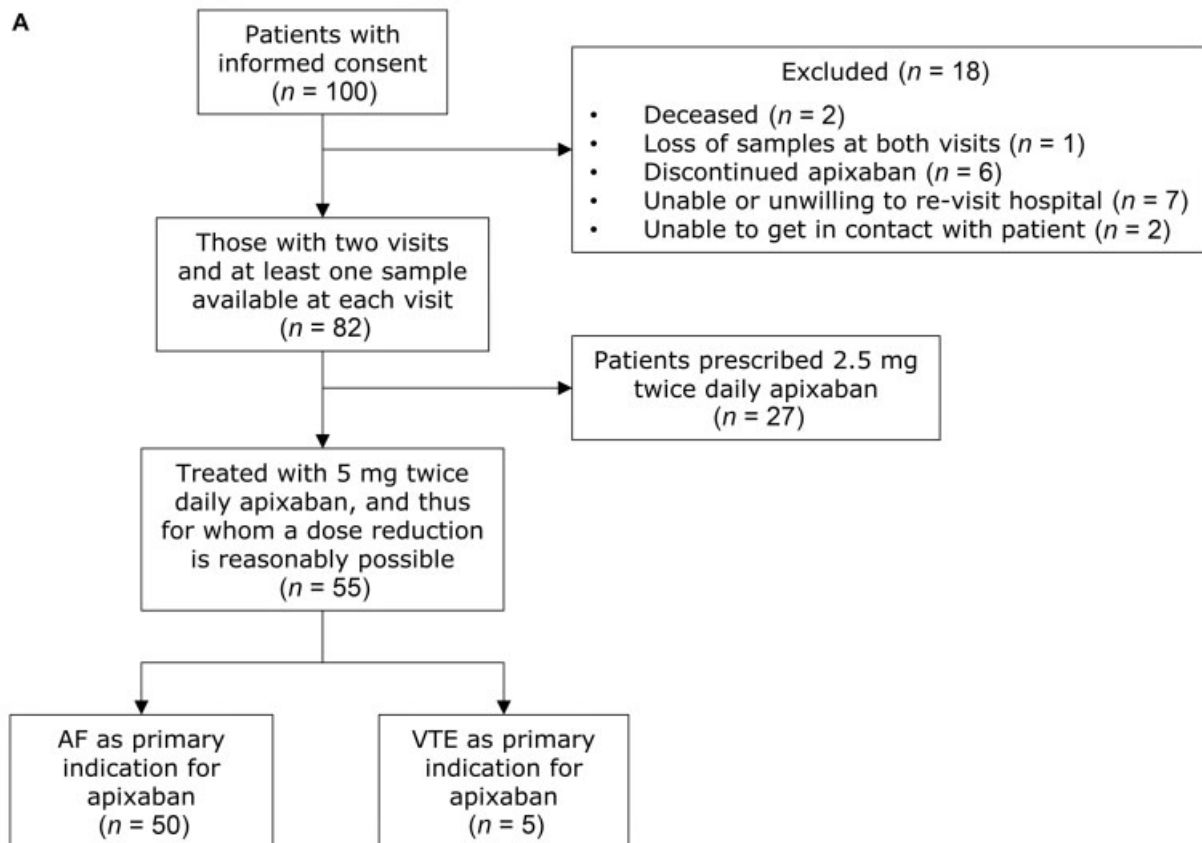 A
Patients with
informed consent
(n = 100)
Excluded (n = 18)
• Deceased (n = 2)
• Loss of samples at both visits (n = 1)
• Discontinued apixaban (n = 6)
• Unable or unwilling to re-visit hospital (n = 7)
• Unable to get in contact with patient (n = 2)
Those with two visits
and at least one sample
available at each visit
(n = 82)
Patients prescribed 2.5 mg
twice daily apixaban
(n = 27)
Treated with 5 mg twice
daily apixaban, and thus
for whom a dose reduction
is reasonably possible
(n = 55)
AF as primary
indication for
apixaban
(n = 50)
VTE as primary
indication for
apixaban
(n = 5)